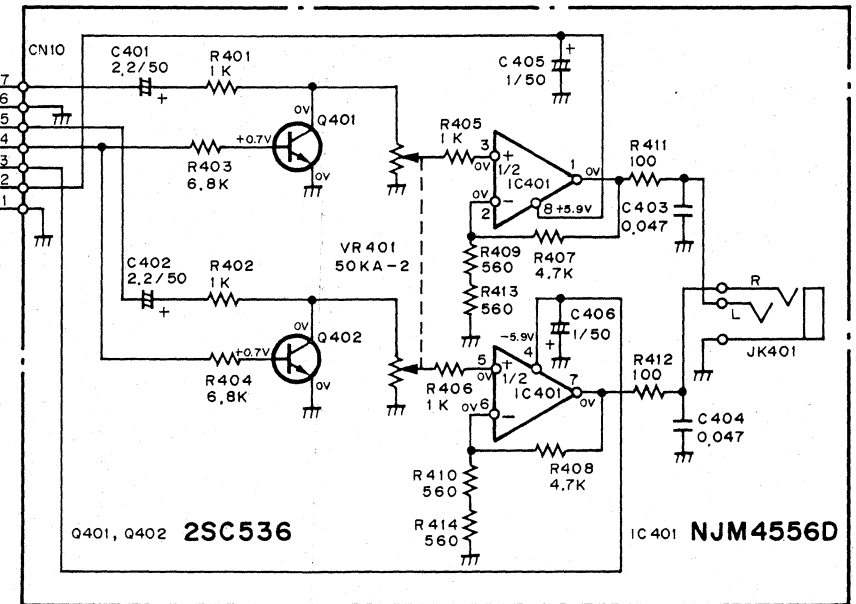 CN10
7
6
5
4
3
2
1
C401
2.2/50
+
R401
1K
0V
Q401
+0.7V
0V
R403
6.8K
C405
1/50
+
R405
1K
3
0V
+
1/2
IC401
1
0V
0V
2
−
8 +5.9V
R411
100
C403
0.047
R409
560
R407
4.7K
R413
560
VR401
50KA-2
C402
2.2/50
+
R402
1K
0V
Q402
+0.7V
0V
R404
6.8K
−5.9V
4
C406
1/50
+
R
L
JK401
R406
1K
5
0V
+
1/2
IC401
7
0V
0V
6
−
R412
100
C404
0.047
R408
4.7K
R410
560
R414
560
Q401, Q402 2SC536
IC401 NJM4556D